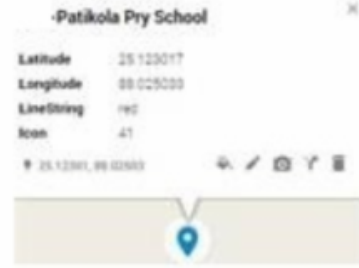 -Patikola Pry School
Latitude 25.123017
Longitude 88.025033
LineString red
Icon 41